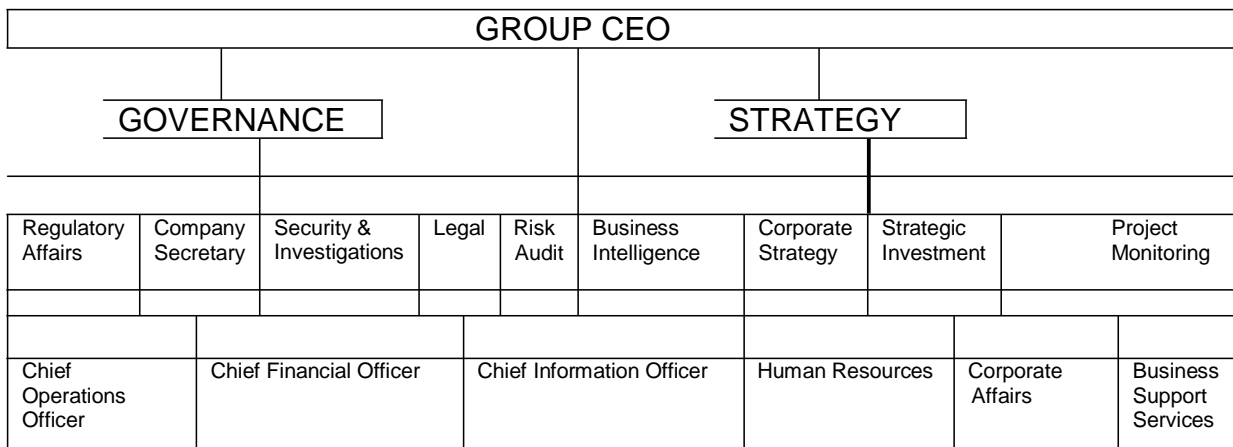 GROUP CEO
GOVERNANCE
STRATEGY
Regulatory
Affairs
Company
Secretary
Security &
Investigations
Legal
Risk
Audit
Business
Intelligence
Corporate
Strategy
Strategic
Investment
Project
Monitoring
Chief
Operations
Officer
Chief Financial Officer
Chief Information Officer
Human Resources
Corporate
Affairs
Business
Support
Services